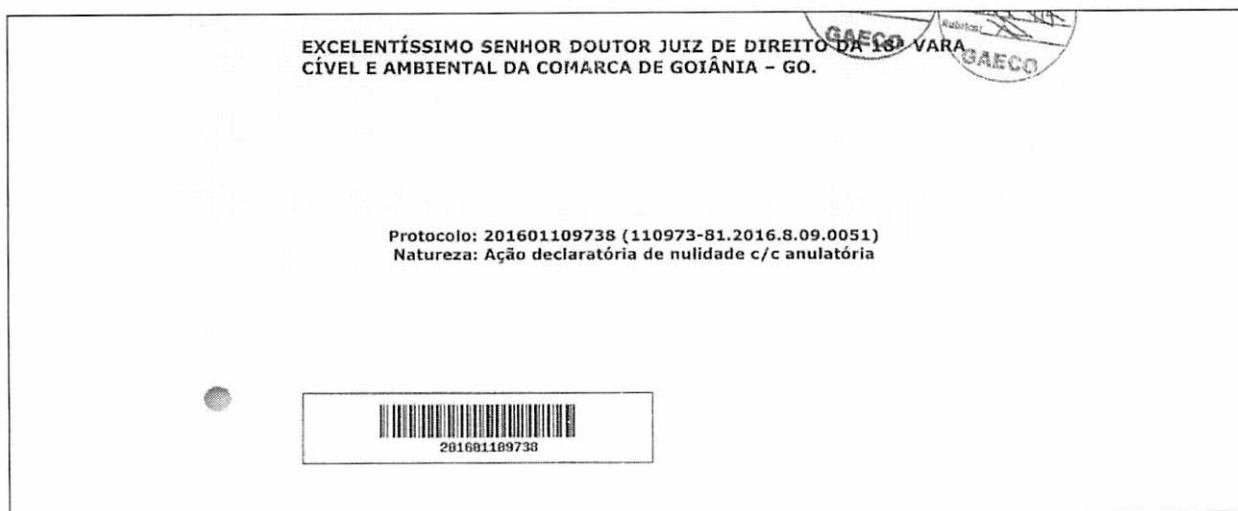 EXCELENTÍSSIMO SENHOR DOUTOR JUIZ DE DIREITO DA 18ª VARA
CÍVEL E AMBIENTAL DA COMARCA DE GOIÂNIA – GO.
GAECO
Rubrica:
GAECO
Protocolo: 201601109738 (110973-81.2016.8.09.0051)
Natureza: Ação declaratória de nulidade c/c anulatória
201601109738